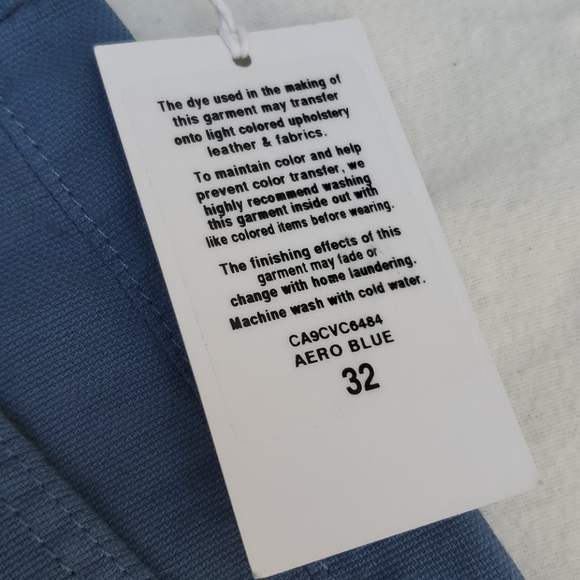 The dye used in the making of
this garment may transfer
onto light colored upholstery
leather & fabrics.
To maintain color and help
prevent color transfer, we
highly recommend washing
this garment inside out with
like colored items before wearing.
The finishing effects of this
garment may fade or
change with home laundering.
Machine wash with cold water.
CA9CVC6484
AERO BLUE
32